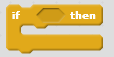 if then